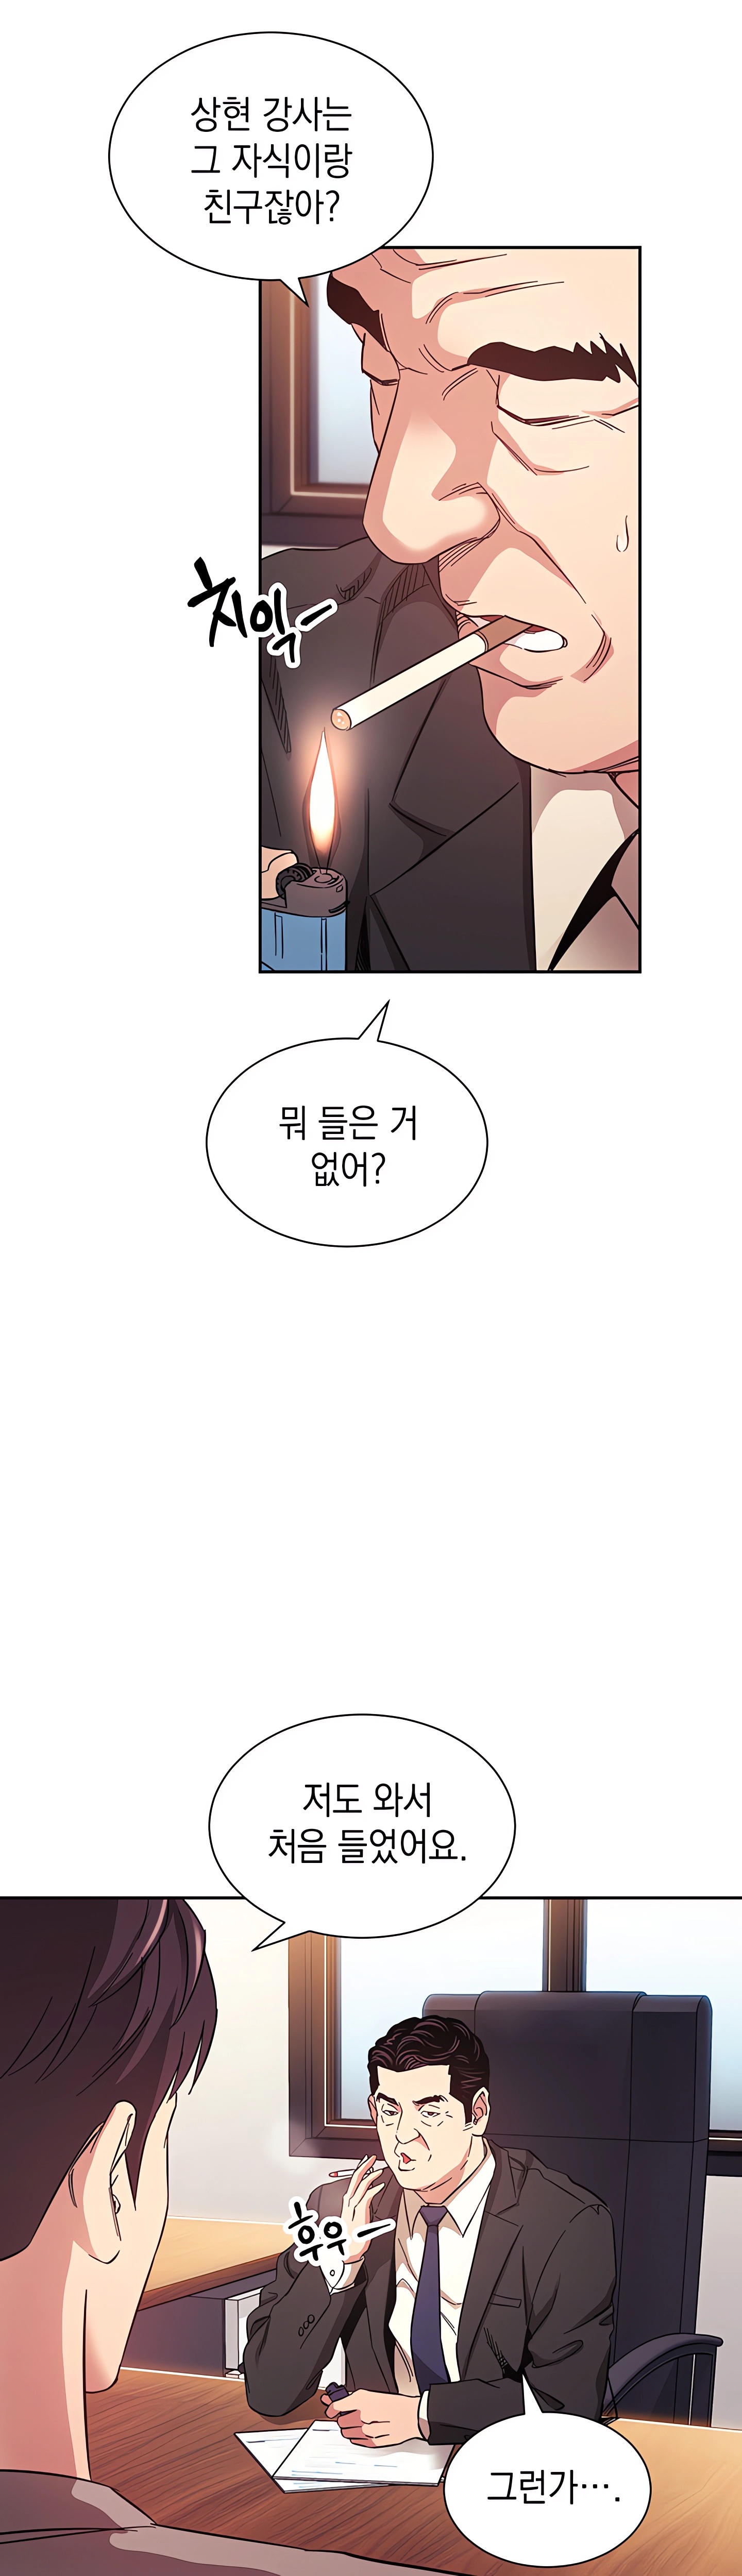 상현 강사는
그 자식이랑
친구잖아?
치익-
뭐 들은 거
없어?
저도 와서
처음 들었어요.
후우-
그런가….